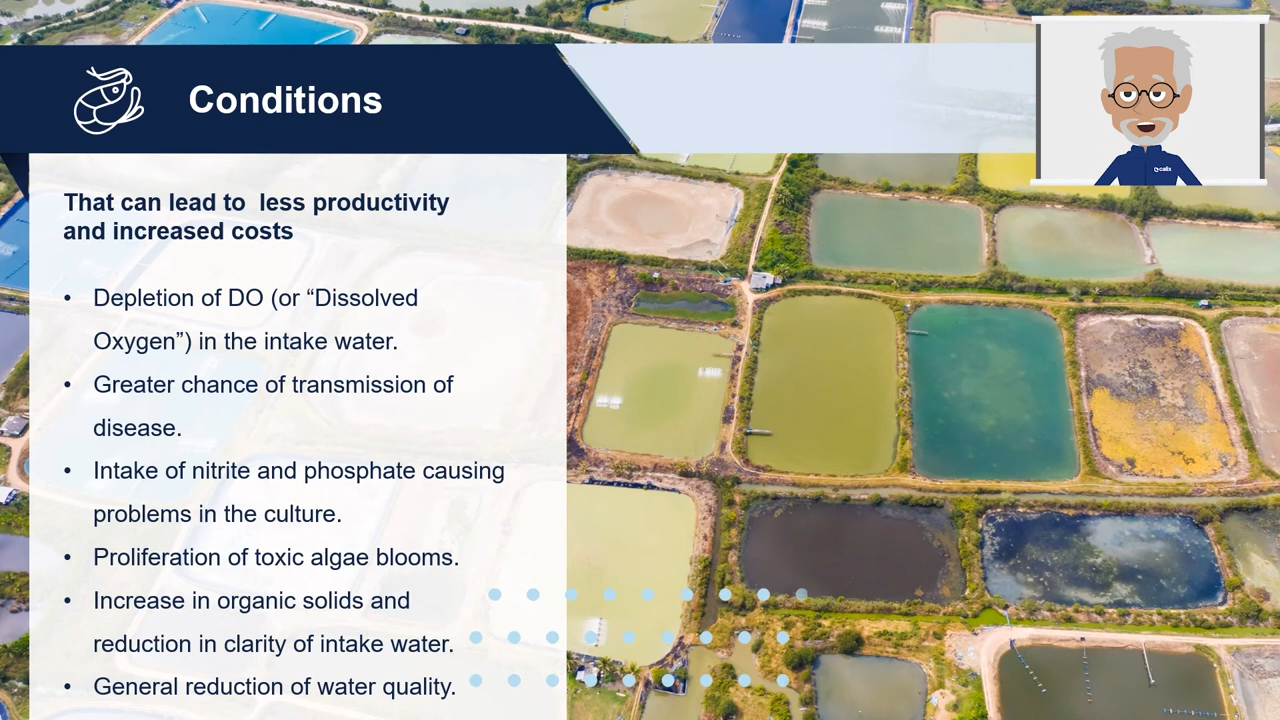 Conditions
calix
That can lead to  less productivity
and increased costs
• Depletion of DO (or “Dissolved
Oxygen”) in the intake water.
• Greater chance of transmission of
disease.
• Intake of nitrite and phosphate causing
problems in the culture.
• Proliferation of toxic algae blooms.
• Increase in organic solids and
reduction in clarity of intake water.
• General reduction of water quality.